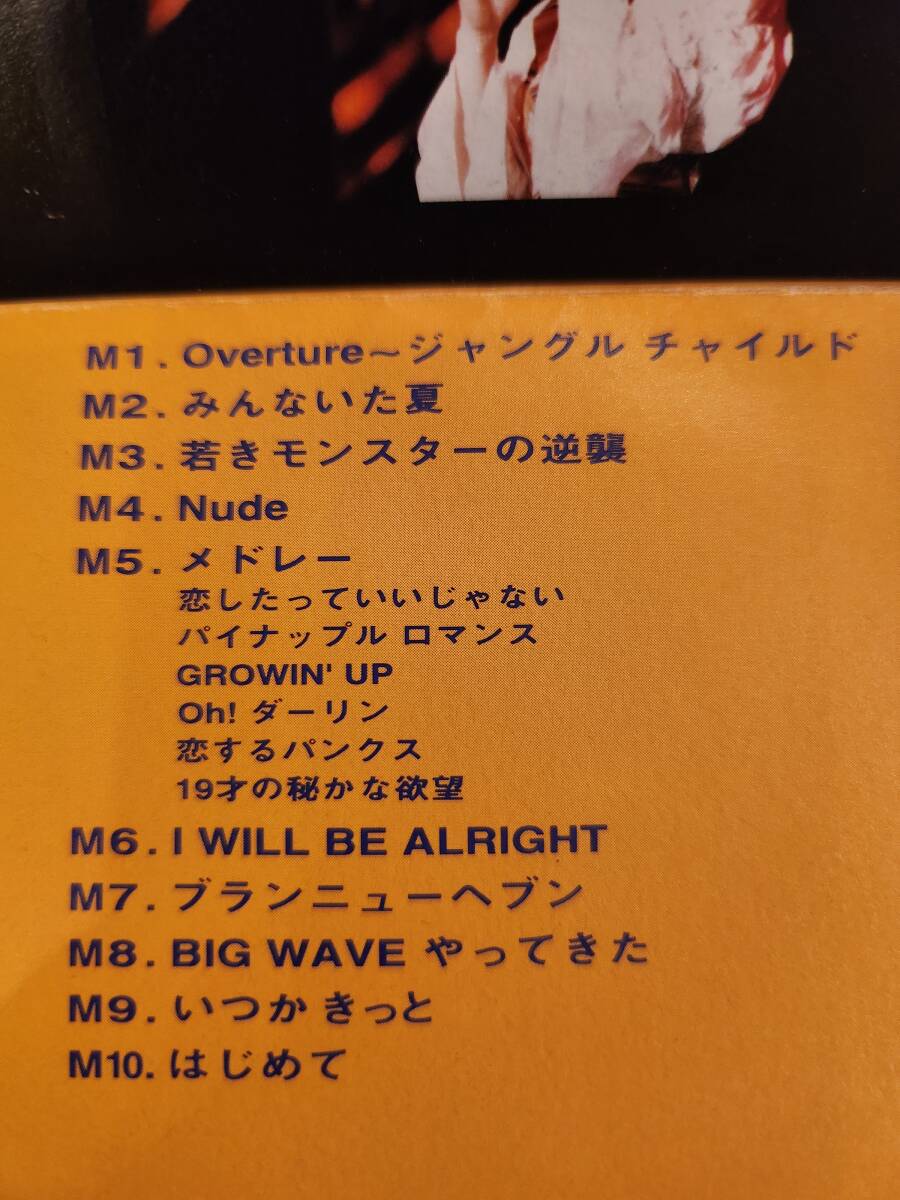 M1. Overture~ジャングル チャイルド
M2. みんないた夏
M3. 若きモンスターの逆襲
M4. Nude
M5. メドレー
恋したっていいじゃない
パイナップル ロマンス
GROWIN' UP
Oh! ダーリン
恋するパンクス
19才の秘かな欲望
M6. I WILL BE ALRIGHT
M7. ブランニューヘブン
M8. BIG WAVE やってきた
M9. いつか きっと
M10. はじめて